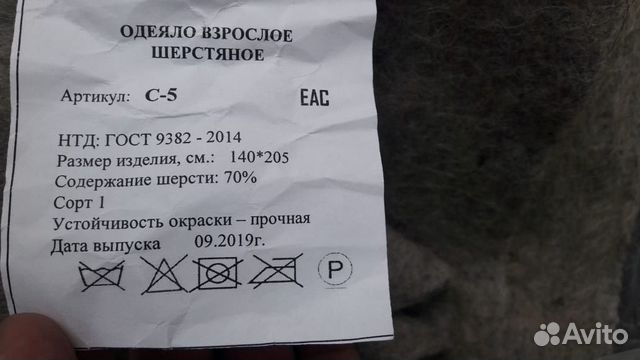 ОДЕЯЛО ВЗРОСЛОЕ
ШЕРСТЯНОЕ
Артикул: С-5 EAC
НТД: ГОСТ 9382 - 2014
Размер изделия, см.: 140*205
Содержание шерсти: 70%
Сорт 1
Устойчивость окраски – прочная
Дата выпуска 09.2019г.
P
Avito